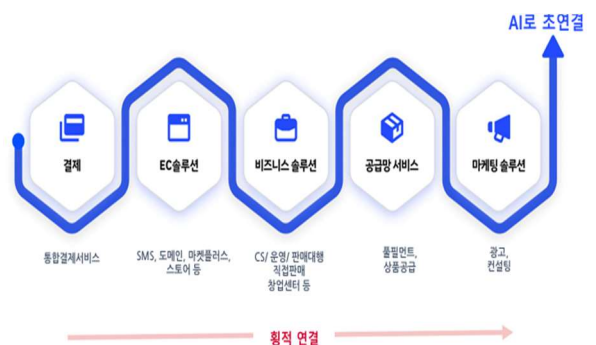 AI로 초연결
결제
EC솔루션
비즈니스 솔루션
공급망 서비스
마케팅 솔루션
통합결제서비스
SMS, 도메인, 마켓플러스,
스토어 등
CS/ 운영/ 판매대행
직접판매
창업센터 등
풀필먼트,
상품공급
광고,
컨설팅
횡적 연결